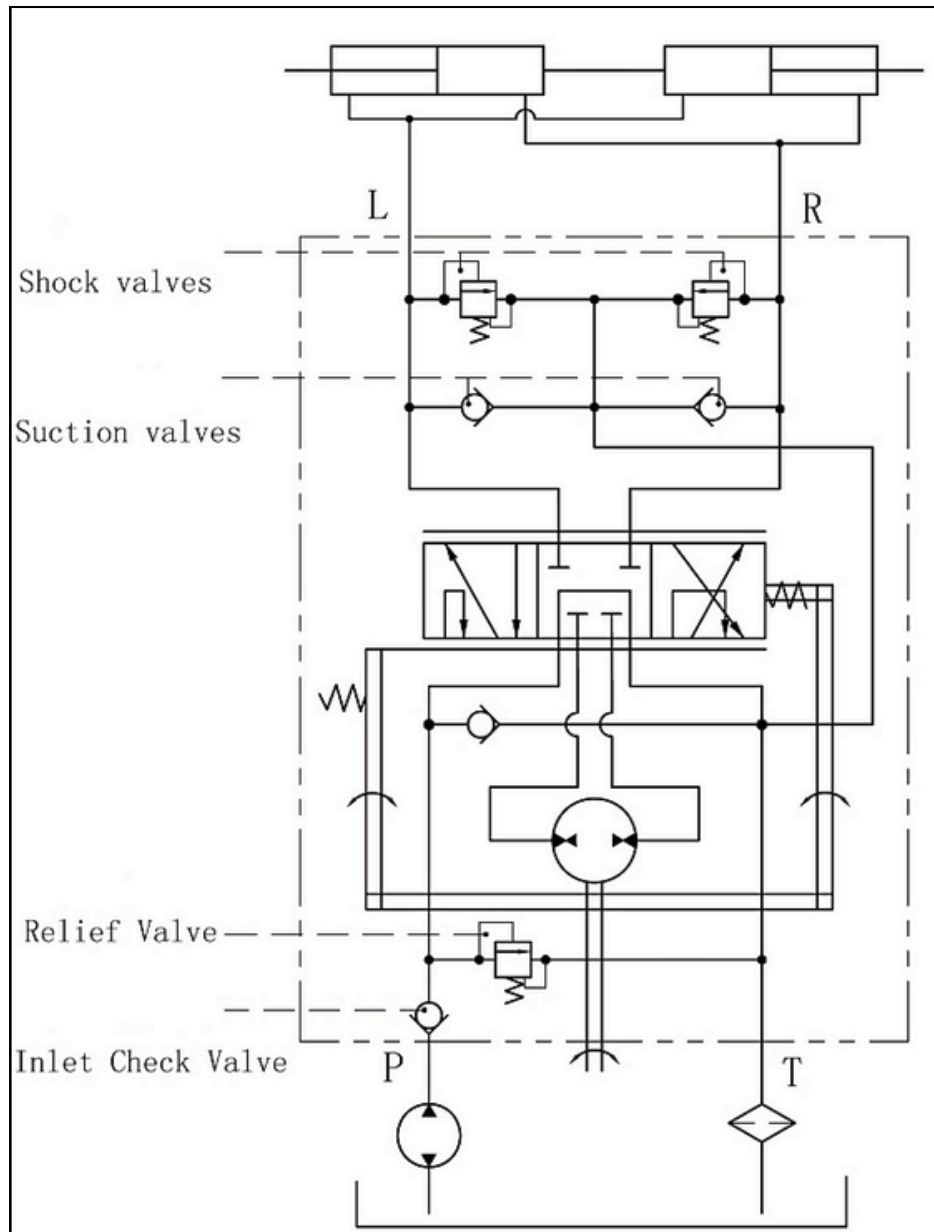 L
R
Shock valves
Suction valves
Relief Valve
Inlet Check Valve
P
T